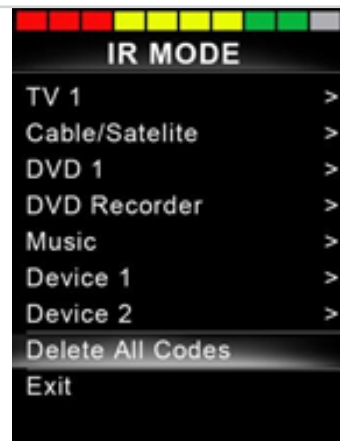 IR MODE
TV 1 >
Cable/Satelite >
DVD 1 >
DVD Recorder >
Music >
Device 1 >
Device 2 >
Delete All Codes
Exit